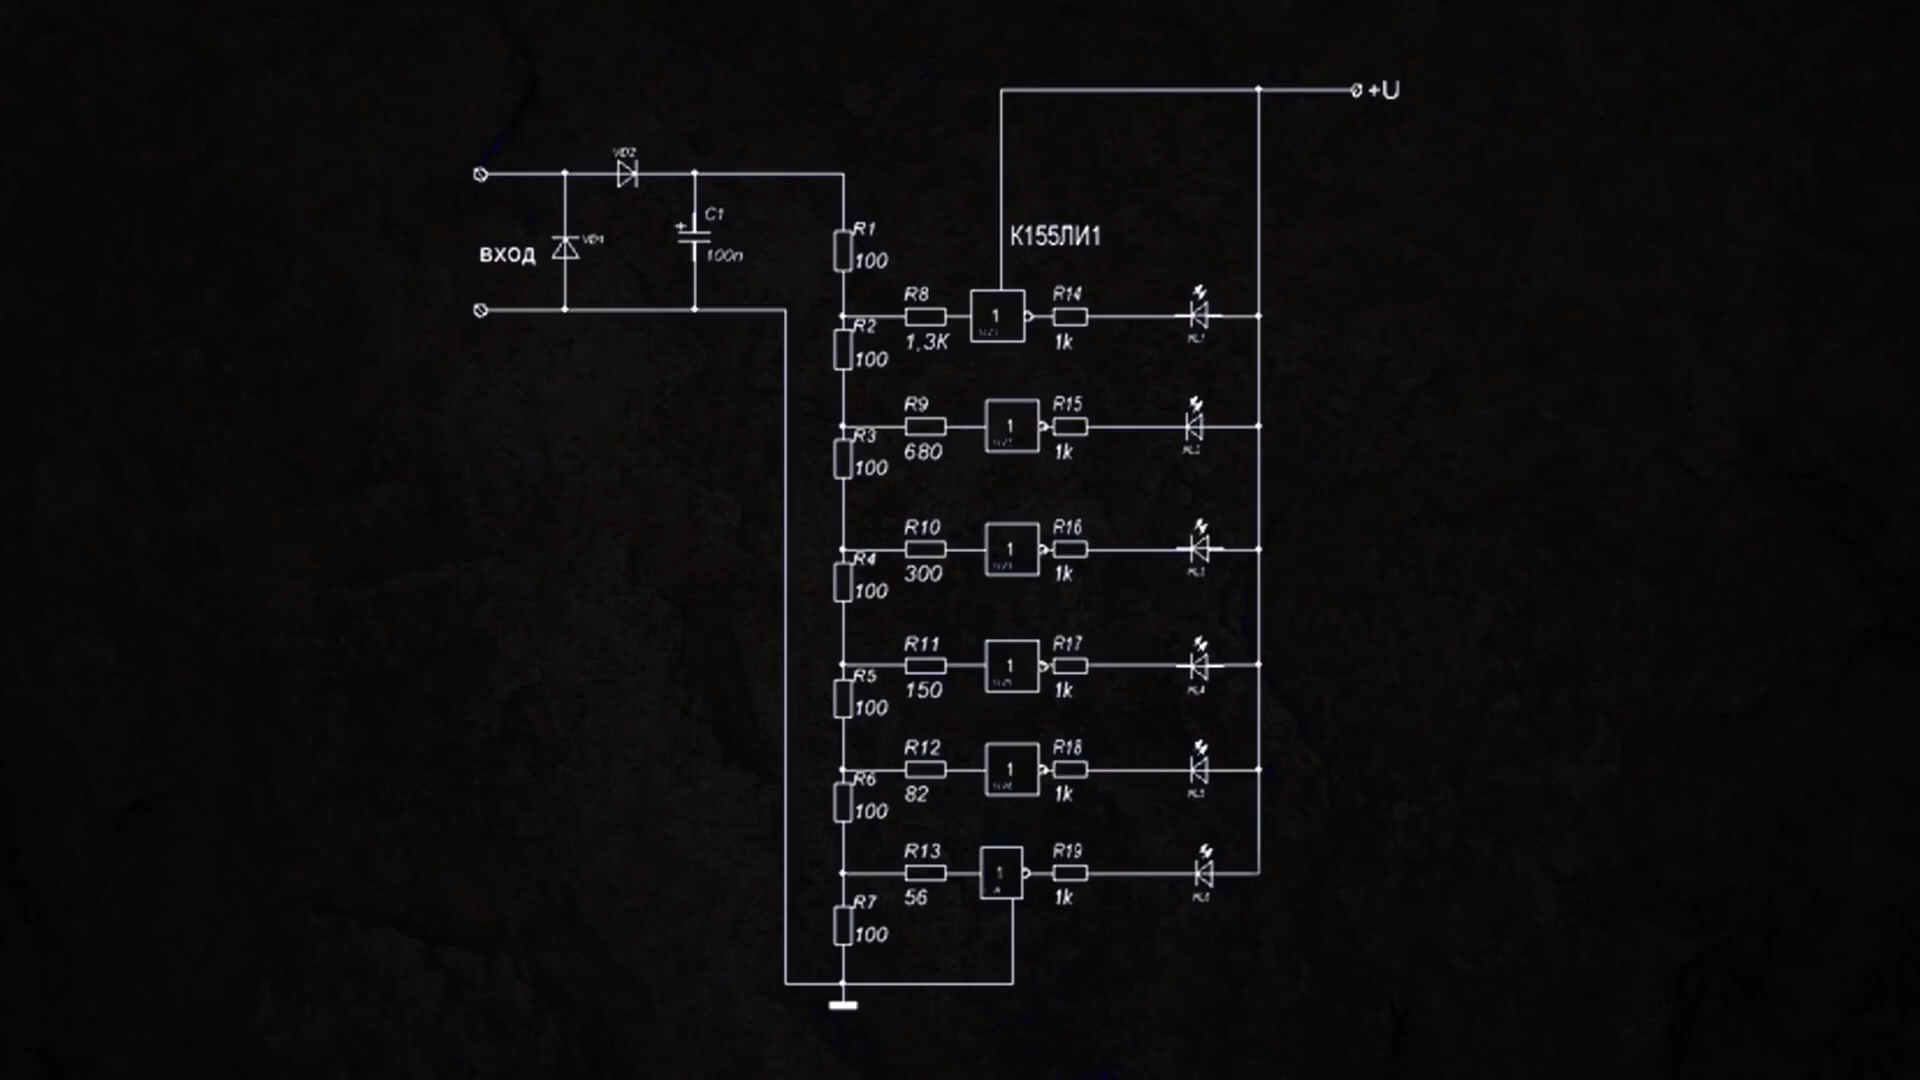 +U
VD2
C1
ВХОД
VD1
100n
R1
100
К155ЛИ1
R8
1
R14
1,3K
1k
R2
100
R9
1
R15
680
1k
R3
100
R10
1
R16
300
1k
R4
100
R11
1
R17
150
1k
R5
100
R12
1
R18
82
1k
R6
100
R13
1
R19
56
1k
R7
100